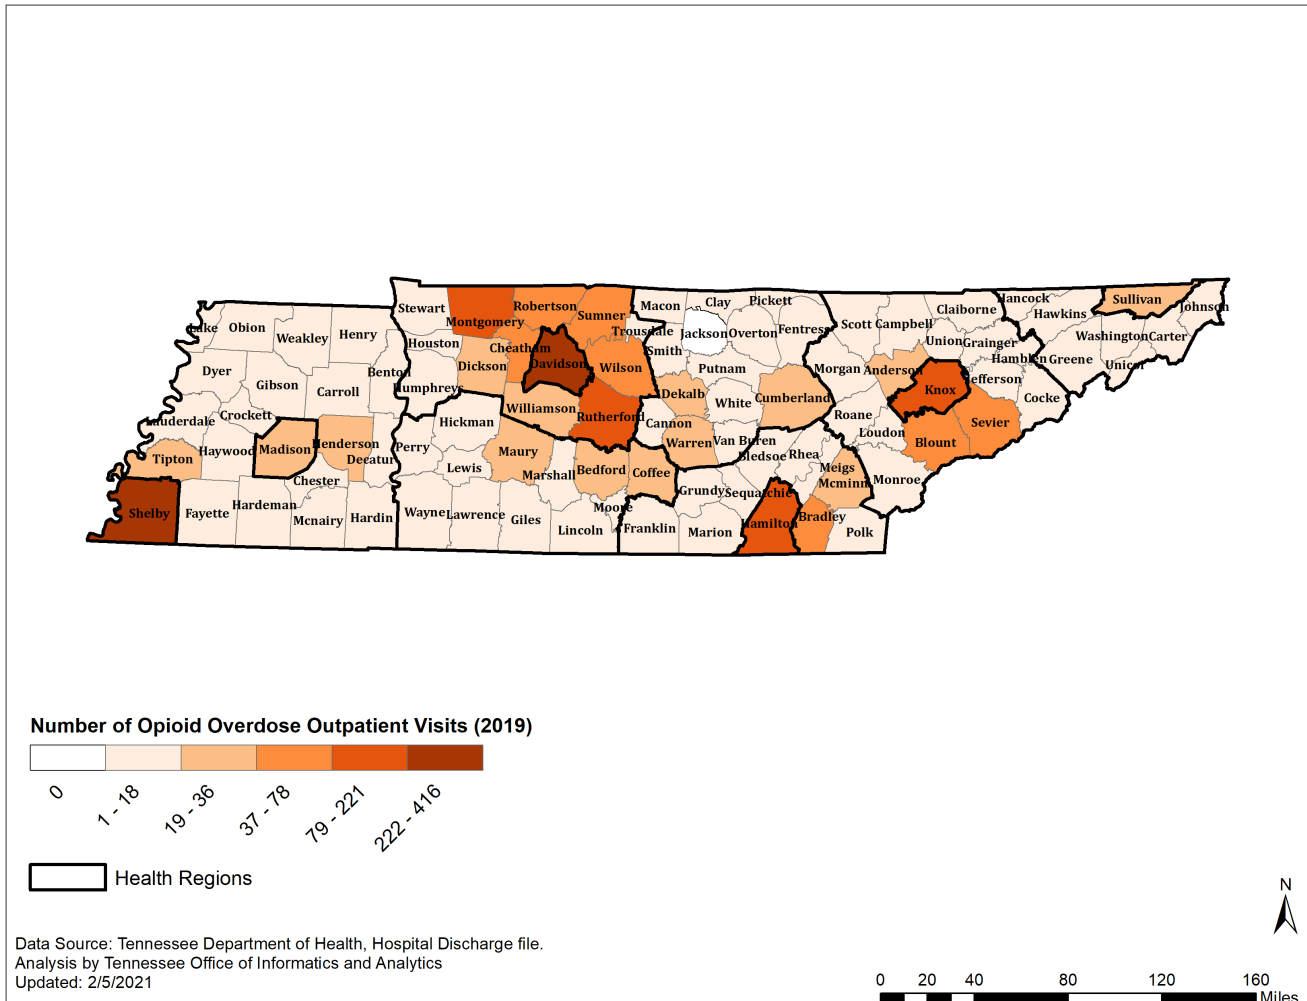 Stewart
Montgomery
Robertson
Sumner
Macon
Clay
Pickett
Hancock
Sullivan
Johnson
Lake
Obion
Weakley
Henry
Houston
Trousdale
Jackson
Overton
Fentress
Scott
Campbell
Claiborne
Hawkins
Washington
Carter
Dyer
Gibson
Carroll
Benton
Humphreys
Dickson
Cheatham
Davidson
Wilson
Smith
Putnam
Morgan
Anderson
Union
Grainger
Hamblen
Greene
Unicoi
Lauderdale
Crockett
Hickman
Williamson
Rutherford
Cannon
Dekalb
White
Cumberland
Roane
Knox
Jefferson
Cocke
Tipton
Haywood
Madison
Henderson
Decatur
Perry
Lewis
Maury
Marshall
Bedford
Coffee
Warren
Van Buren
Bledsoe
Rhea
Meigs
Mcminn
Loudon
Monroe
Blount
Sevier
Shelby
Fayette
Hardeman
Chester
Mcnairy
Hardin
Wayne
Lawrence
Giles
Lincoln
Moore
Franklin
Grundy
Marion
Sequatchie
Hamilton
Bradley
Polk
Number of Opioid Overdose Outpatient Visits (2019)
0
1 - 18
19 - 36
37 - 78
79 - 221
222 - 416
Health Regions
N
Data Source: Tennessee Department of Health, Hospital Discharge file.
Analysis by Tennessee Office of Informatics and Analytics
Updated: 2/5/2021
0 20 40 80 120 160
Miles